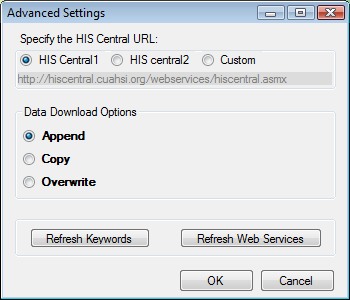 Advanced Settings
Specify the HIS Central URL:
HIS Central1 HIS central2 Custom
http://hiscentral.cuahsi.org/webservices/hiscentral.asmx
Data Download Options
Append
Copy
Overwrite
Refresh Keywords Refresh Web Services
OK Cancel